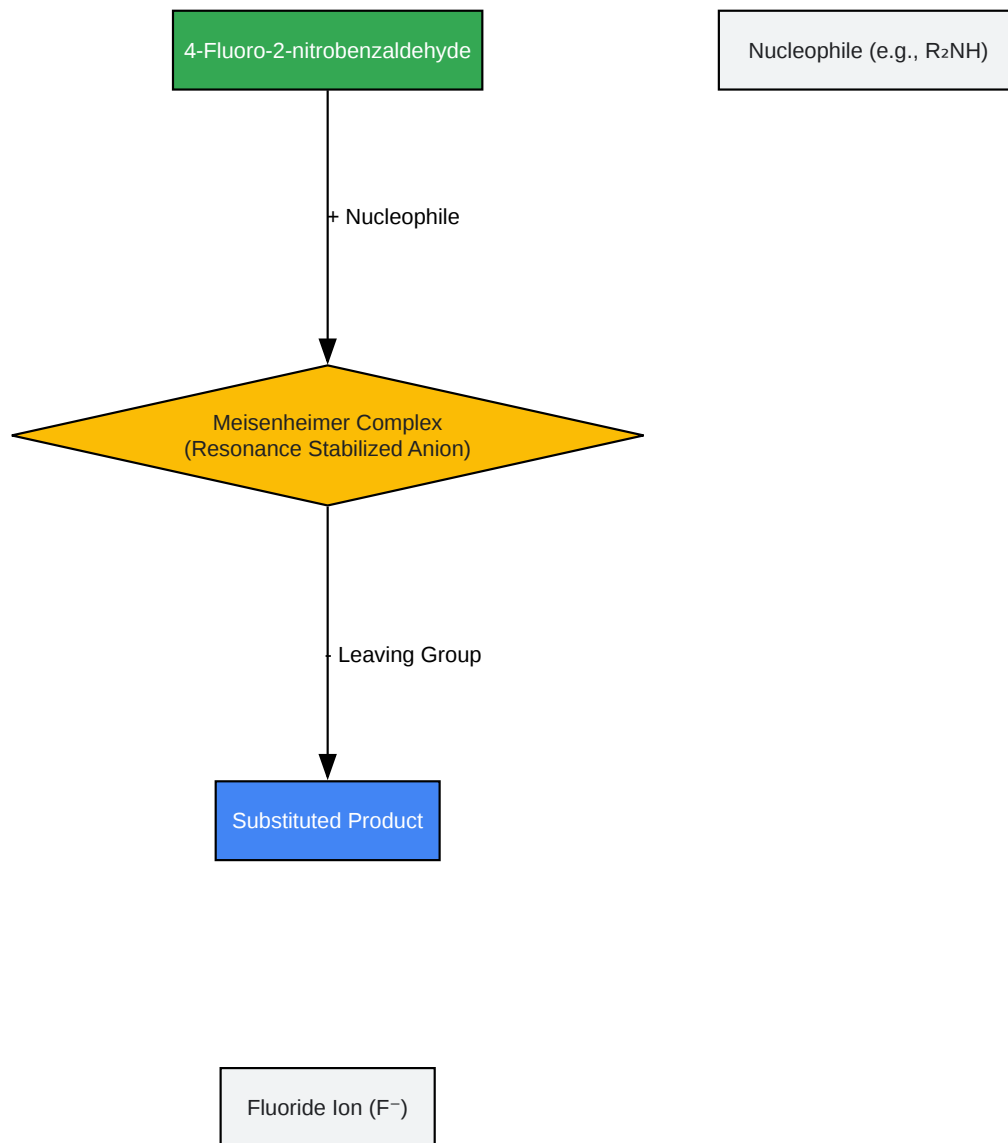 4-Fluoro-2-nitrobenzaldehyde
Nucleophile (e.g., R₂NH)
+ Nucleophile
Meisenheimer Complex
(Resonance Stabilized Anion)
- Leaving Group
Substituted Product
Fluoride Ion (F⁻)